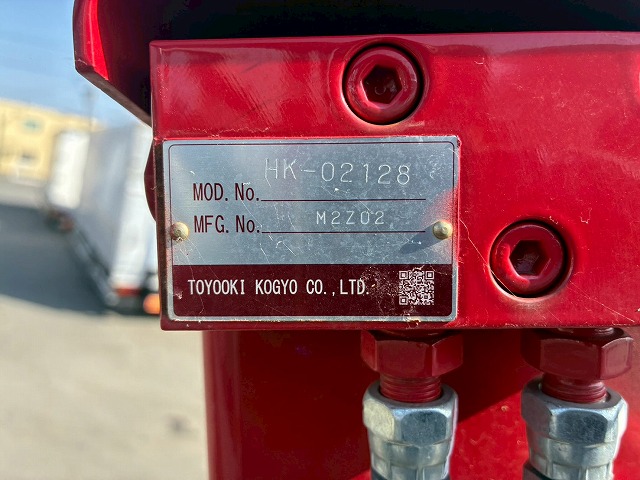 MOD. No. HK-02128
MFG. No. M2Z02
TOYOOKI KOGYO CO., LTD.